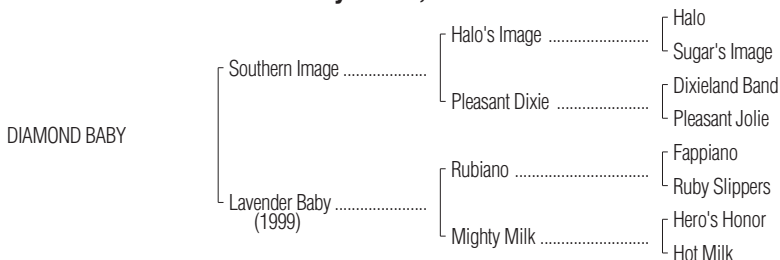 Halo
Halo's Image ........................
Sugar's Image
Southern Image ....................
Dixieland Band
Pleasant Dixie ......................
Pleasant Jolie
DIAMOND BABY
Fappiano
Rubiano ................................
Ruby Slippers
Lavender Baby ......................
(1999)
Hero's Honor
Mighty Milk ..........................
Hot Milk